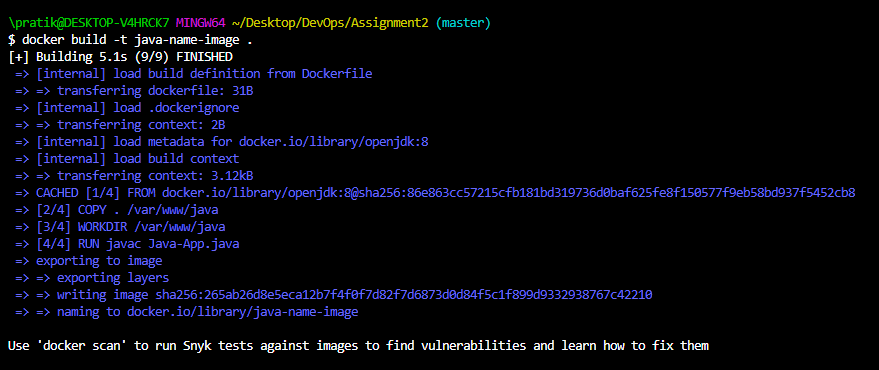 \pratik@DESKTOP-V4HRCK7 MINGW64 ~/Desktop/DevOps/Assignment2 (master)
$ docker build -t java-name-image .
[+] Building 5.1s (9/9) FINISHED
=> [internal] load build definition from Dockerfile
=> => transferring dockerfile: 31B
=> [internal] load .dockerignore
=> => transferring context: 2B
=> [internal] load metadata for docker.io/library/openjdk:8
=> [internal] load build context
=> => transferring context: 3.12kB
=> CACHED [1/4] FROM docker.io/library/openjdk:8@sha256:86e863cc57215cfb181bd319736d0baf625fe8f150577f9eb58bd937f5452cb8
=> [2/4] COPY . /var/www/java
=> [3/4] WORKDIR /var/www/java
=> [4/4] RUN javac Java-App.java
=> exporting to image
=> => exporting layers
=> => writing image sha256:265ab26d8e5eca12b7f4f0f7d82f7d6873d0d84f5c1f899d9332938767c42210
=> => naming to docker.io/library/java-name-image
Use 'docker scan' to run Snyk tests against images to find vulnerabilities and learn how to fix them